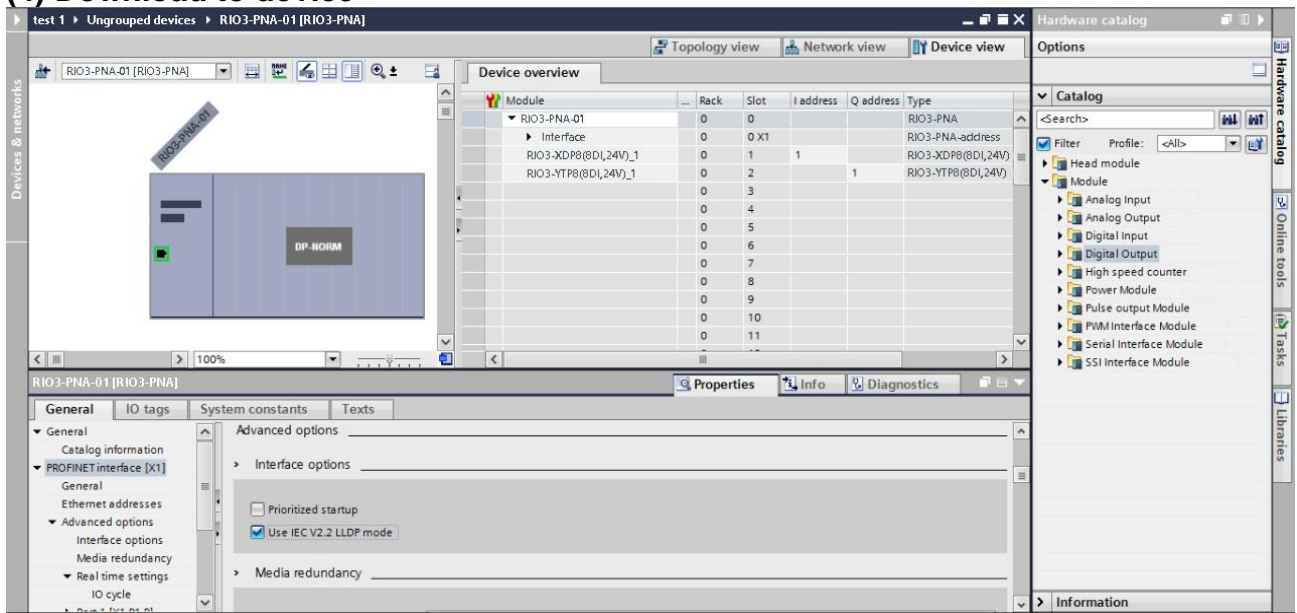 (4) Download to device
test 1 ▸ Ungrouped devices ▸ RIO3-PNA-01 [RIO3-PNA]
Topology view
Network view
Device view
RIO3-PNA-01 [RIO3-PNA]
RIO3-PNA-01
DP-NORM
100%
Device overview
Module ... Rack Slot I address Q address Type
RIO3-PNA-01 0 0 RIO3-PNA
Interface 0 0 X1 RIO3-PNA-address
RIO3-XDP8(8DI,24V)_1 0 1 1 RIO3-XDP8(8DI,24V)
RIO3-YTP8(8DI,24V)_1 0 2 1 RIO3-YTP8(8DI,24V)
0 3
0 4
0 5
0 6
0 7
0 8
0 9
0 10
0 11
RIO3-PNA-01 [RIO3-PNA]
Properties
Info
Diagnostics
General
IO tags
System constants
Texts
General
Catalog information
PROFINET interface [X1]
General
Ethernet addresses
Advanced options
Interface options
Media redundancy
Real time settings
IO cycle
Port 1 [X1 P1 R]
Advanced options
Interface options
Prioritized startup
Use IEC V2.2 LLDP mode
Media redundancy
Hardware catalog
Options
Catalog
<Search>
Filter Profile: <All>
Head module
Module
Analog Input
Analog Output
Digital Input
Digital Output
High speed counter
Power Module
Pulse output Module
PWM Interface Module
Serial Interface Module
SSI Interface Module
Information
Devices & networks
Hardware catalog
Online tools
Tasks
Libraries